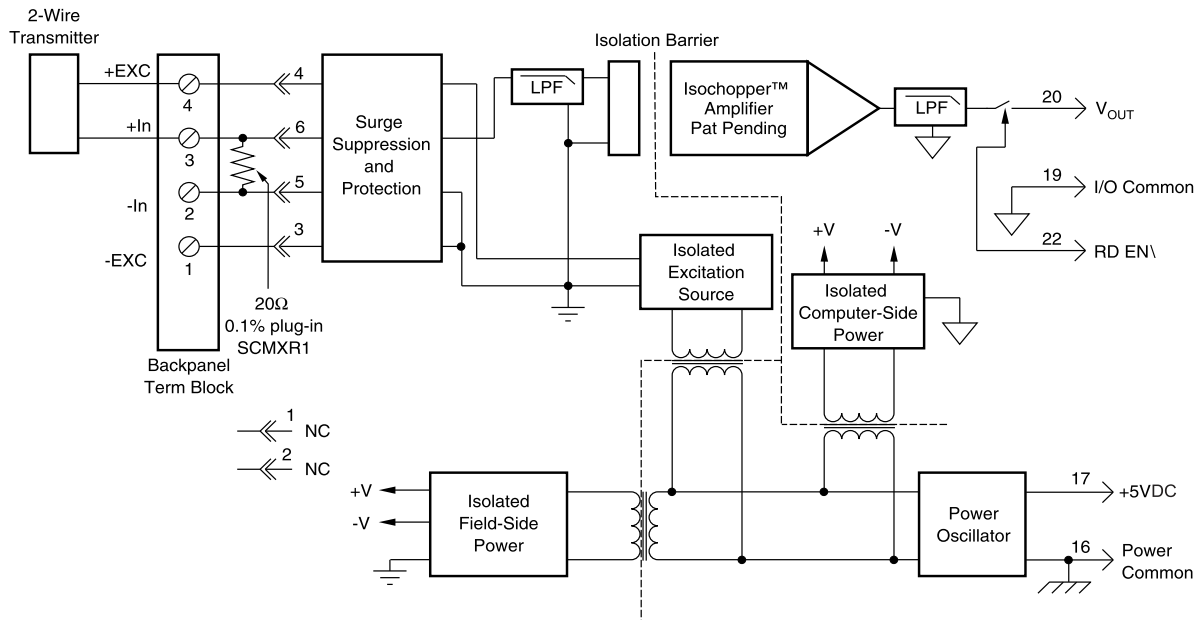 2-Wire
Transmitter
+EXC
4
+In
3
-In
2
-EXC
1
Backpanel
Term Block
4
6
5
3
20Ω
0.1% plug-in
SCMXR1
1
NC
2
NC
Surge
Suppression
and
Protection
LPF
Isolation Barrier
Isochopper™
Amplifier
Pat Pending
LPF
20
V_OUT
19
I/O Common
22
RD EN\
Isolated
Excitation
Source
+V
-V
Isolated
Computer-Side
Power
+V
-V
Isolated
Field-Side
Power
Power
Oscillator
17
+5VDC
16
Power
Common